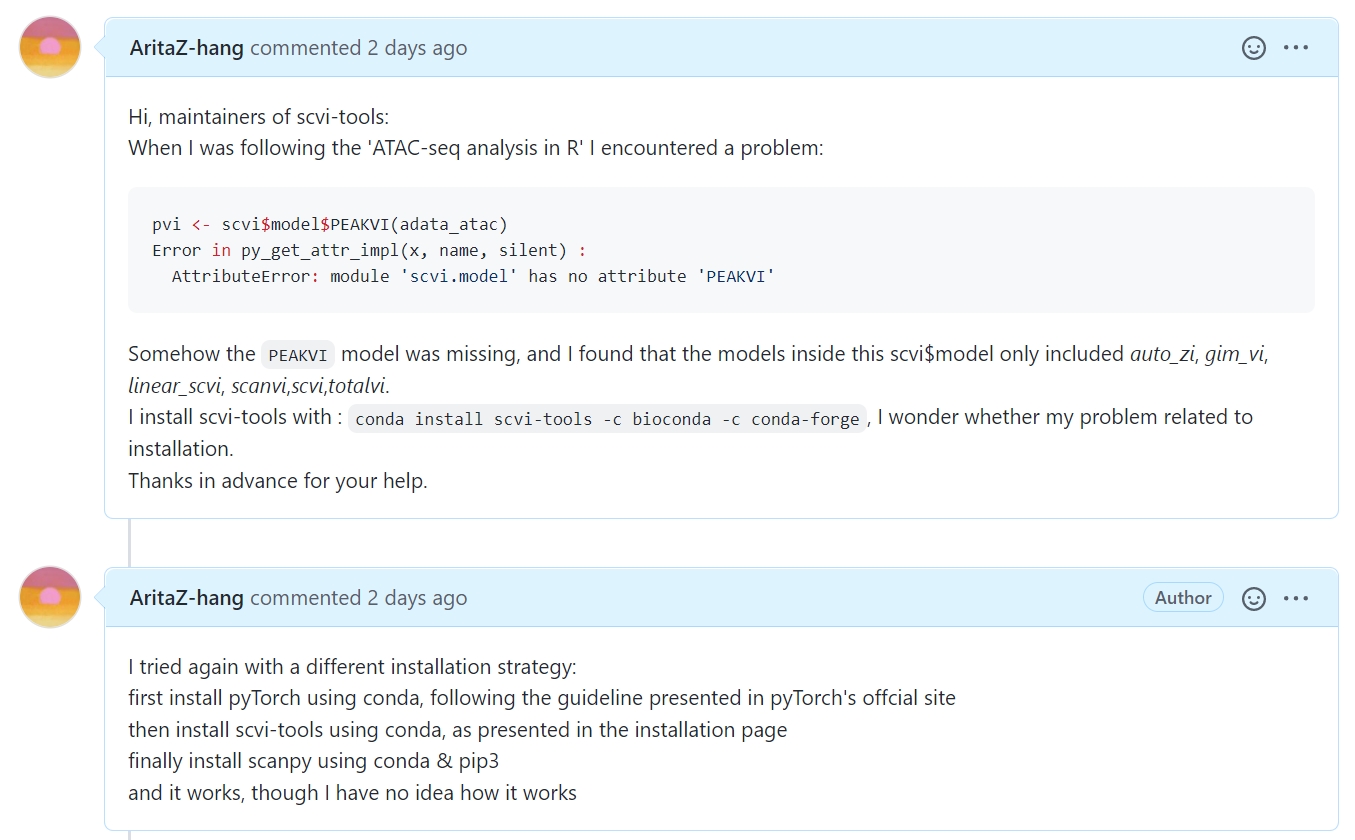 AritaZ-hang commented 2 days ago
Hi, maintainers of scvi-tools:
When I was following the 'ATAC-seq analysis in R' I encountered a problem:
pvi <- scvi$model$PEAKVI(adata_atac)
Error in py_get_attr_impl(x, name, silent) :
  AttributeError: module 'scvi.model' has no attribute 'PEAKVI'
Somehow the PEAKVI model was missing, and I found that the models inside this scvi$model only included auto_zi, gim_vi,
linear_scvi, scanvi,scvi,totalvi.
I install scvi-tools with : conda install scvi-tools -c bioconda -c conda-forge, I wonder whether my problem related to
installation.
Thanks in advance for your help.
AritaZ-hang commented 2 days ago Author
I tried again with a different installation strategy:
first install pyTorch using conda, following the guideline presented in pyTorch's offcial site
then install scvi-tools using conda, as presented in the installation page
finally install scanpy using conda & pip3
and it works, though I have no idea how it works